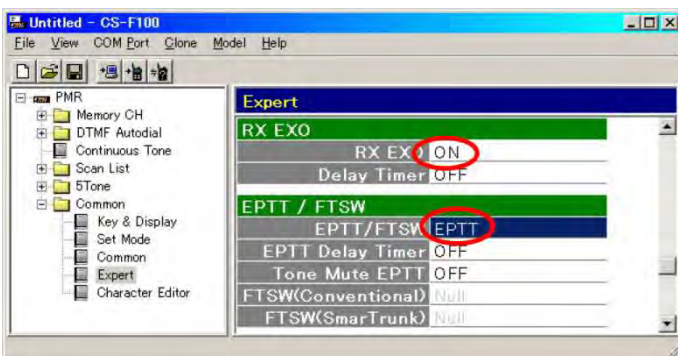 Untitled - CS-F100
File View COM Port Clone Model Help
PMR
Memory CH
DTMF Autodial
Continuous Tone
Scan List
5Tone
Common
Key & Display
Set Mode
Common
Expert
Character Editor
Expert
RX EXO
RX EXO ON
Delay Timer OFF
EPTT / FTSW
EPTT/FTSW EPTT
EPTT Delay Timer OFF
Tone Mute EPTT OFF
FTSW(Conventional) Null
FTSW(SmarTrunk) Null